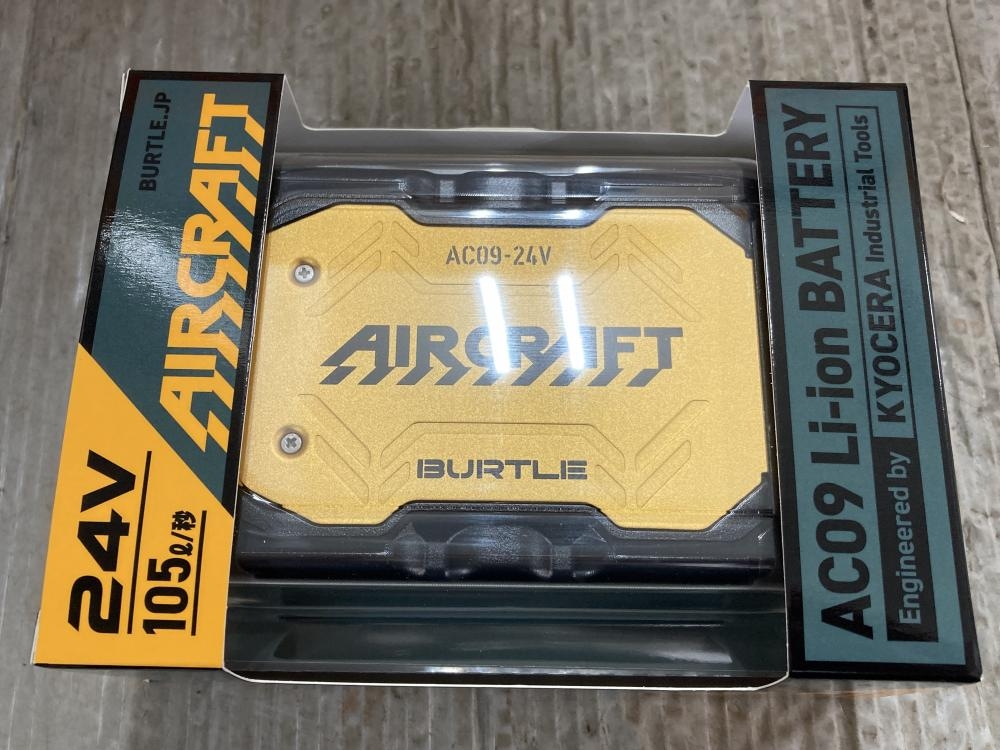 BURTLE.JP
AIRCRAFT
24V
105ℓ/秒
AC09-24V
AIRCRAFT
BURTLE
AC09 Li-ion BATTERY
Engineered by KYOCERA Industrial Tools